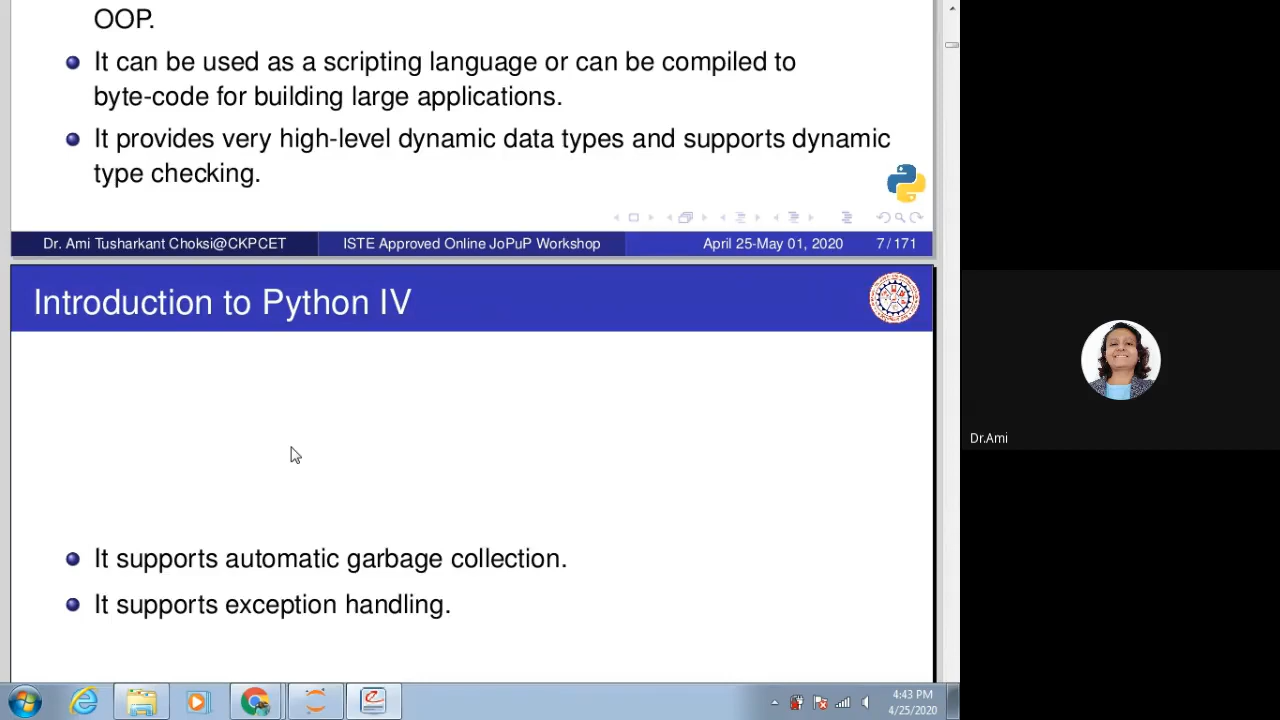 OOP.
It can be used as a scripting language or can be compiled to
byte-code for building large applications.
It provides very high-level dynamic data types and supports dynamic
type checking.
Dr. Ami Tusharkant Choksi@CKPCET ISTE Approved Online JoPuP Workshop April 25-May 01, 2020 7 / 171
Introduction to Python IV
It supports automatic garbage collection.
It supports exception handling.
Dr.Ami
4:43 PM
4/25/2020